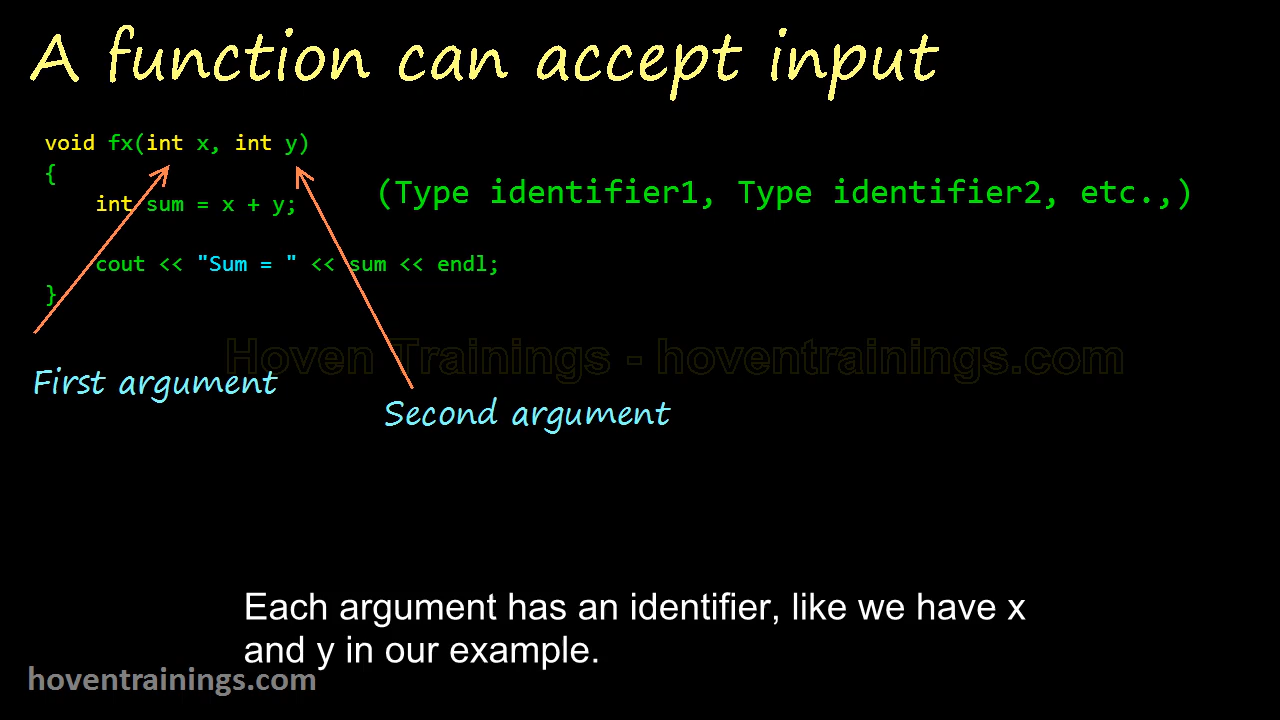 A function can accept input
void fx(int x, int y)
{
int sum = x + y;
(Type identifier1, Type identifier2, etc.,)
cout << "Sum = " << sum << endl;
}
Hoven Trainings - hoventrainings.com
First argument
Second argument
Each argument has an identifier, like we have x
and y in our example.
hoventrainings.com